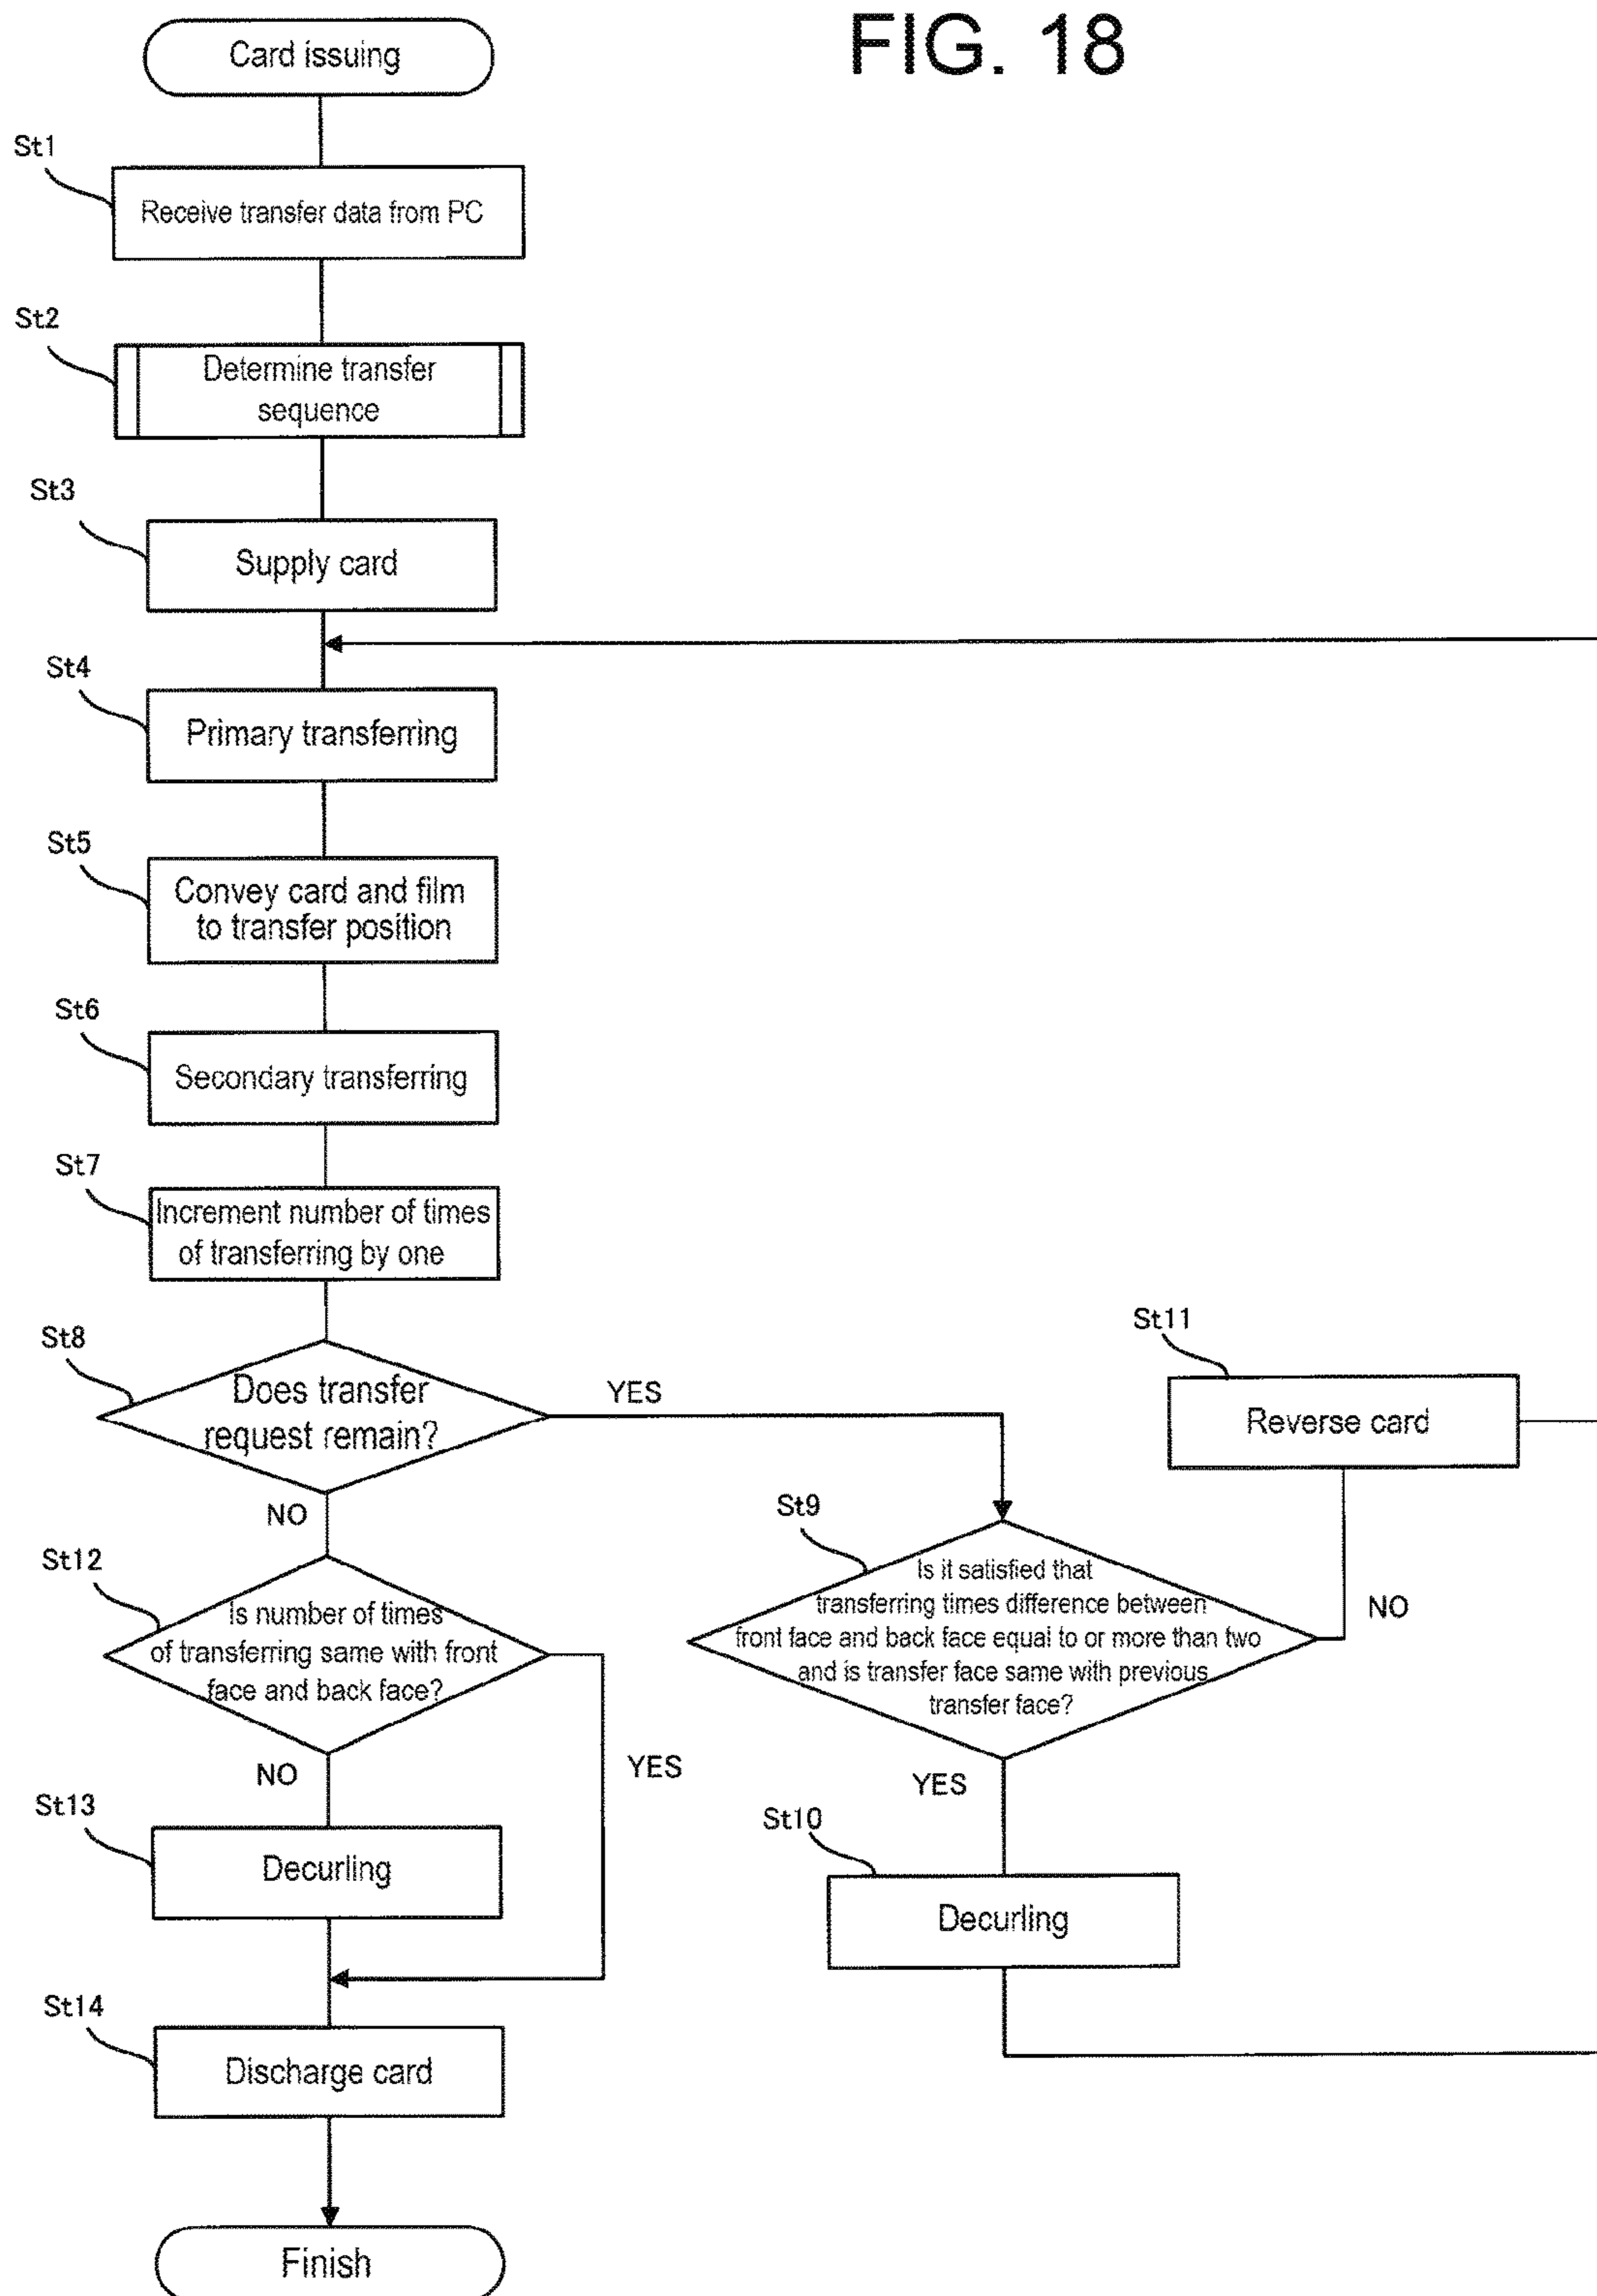 FIG. 18
Card issuing
St1
Receive transfer data from PC
St2
Determine transfer
sequence
St3
Supply card
St4
Primary transferring
St5
Convey card and film
to transfer position
St6
Secondary transferring
St7
Increment number of times
of transferring by one
St8
Does transfer
request remain?
YES
NO
St9
Is it satisfied that
transferring times difference between
front face and back face equal to or more than two
and is transfer face same with previous
transfer face?
NO
St11
Reverse card
YES
St10
Decurling
St12
Is number of times
of transferring same with front
face and back face?
YES
NO
St13
Decurling
St14
Discharge card
Finish